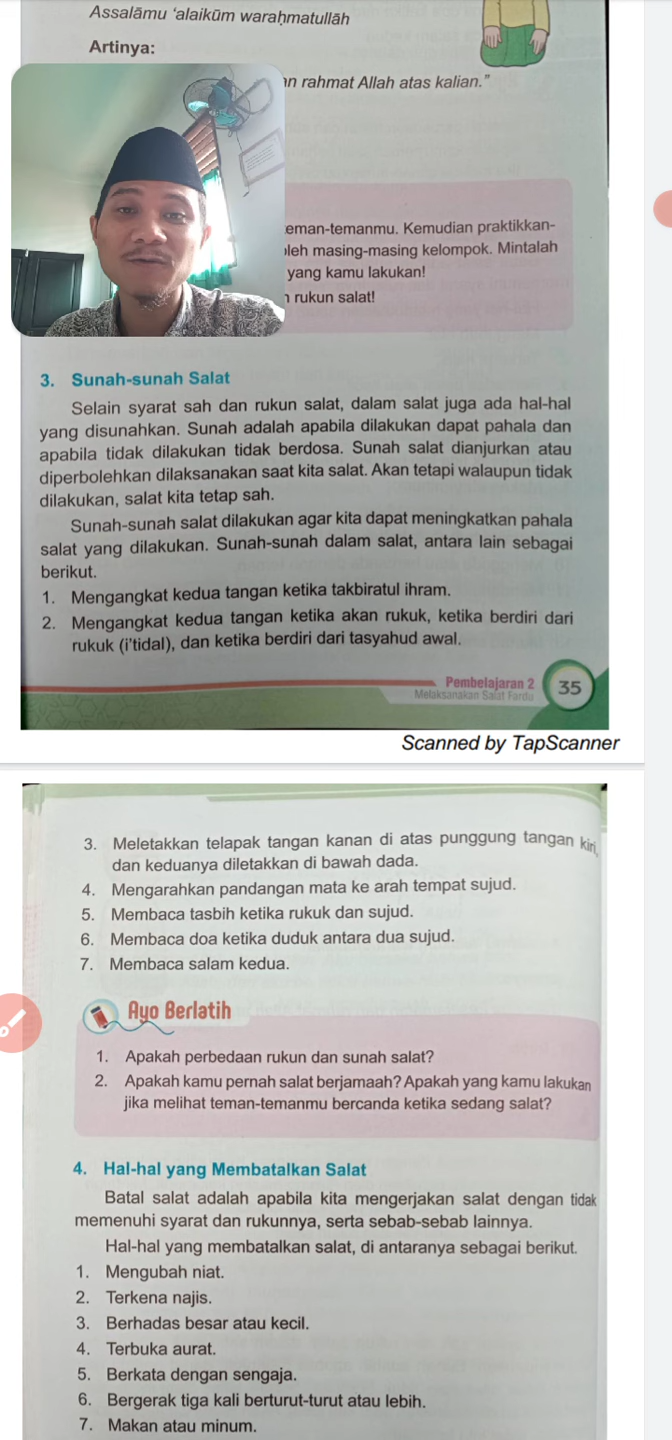 Assalāmu ‘alaikūm waraḥmatullāh
Artinya:
rahmat Allah atas kalian.”
eman-temanmu. Kemudian praktikkan-
leh masing-masing kelompok. Mintalah
yang kamu lakukan!
rukun salat!
3. Sunah-sunah Salat
Selain syarat sah dan rukun salat, dalam salat juga ada hal-hal
yang disunahkan. Sunah adalah apabila dilakukan dapat pahala dan
apabila tidak dilakukan tidak berdosa. Sunah salat dianjurkan atau
diperbolehkan dilaksanakan saat kita salat. Akan tetapi walaupun tidak
dilakukan, salat kita tetap sah.
Sunah-sunah salat dilakukan agar kita dapat meningkatkan pahala
salat yang dilakukan. Sunah-sunah dalam salat, antara lain sebagai
berikut.
1. Mengangkat kedua tangan ketika takbiratul ihram.
2. Mengangkat kedua tangan ketika akan rukuk, ketika berdiri dari
rukuk (i'tidal), dan ketika berdiri dari tasyahud awal.
Pembelajaran 2
Melaksanakan Salat Fardu
35
Scanned by TapScanner
3. Meletakkan telapak tangan kanan di atas punggung tangan kiri,
dan keduanya diletakkan di bawah dada.
4. Mengarahkan pandangan mata ke arah tempat sujud.
5. Membaca tasbih ketika rukuk dan sujud.
6. Membaca doa ketika duduk antara dua sujud.
7. Membaca salam kedua.
Ayo Berlatih
1. Apakah perbedaan rukun dan sunah salat?
2. Apakah kamu pernah salat berjamaah? Apakah yang kamu lakukan
jika melihat teman-temanmu bercanda ketika sedang salat?
4. Hal-hal yang Membatalkan Salat
Batal salat adalah apabila kita mengerjakan salat dengan tidak
memenuhi syarat dan rukunnya, serta sebab-sebab lainnya.
Hal-hal yang membatalkan salat, di antaranya sebagai berikut.
1. Mengubah niat.
2. Terkena najis.
3. Berhadas besar atau kecil.
4. Terbuka aurat.
5. Berkata dengan sengaja.
6. Bergerak tiga kali berturut-turut atau lebih.
7. Makan atau minum.